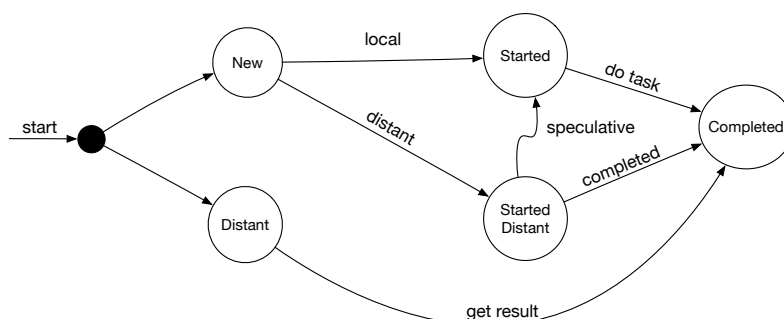 local
Started
New
do task
start
distant
speculative
Completed
completed
Distant
Started
Distant
get result